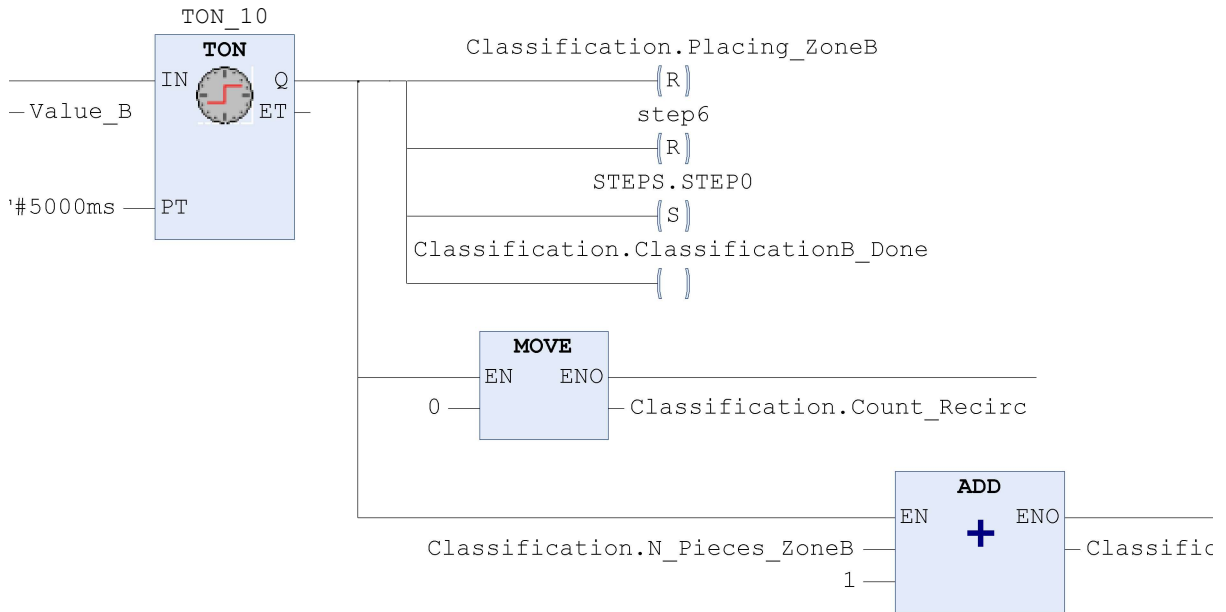 TON_10
TON
Classification.Placing_ZoneB
IN Q
(R)
Value_B
ET
step6
(R)
STEPS.STEP0
'#5000ms PT
(S)
Classification.ClassificationB_Done
( )
MOVE
EN ENO
0
Classification.Count_Recirc
ADD
EN ENO
+
Classification.N_Pieces_ZoneB
Classific
1